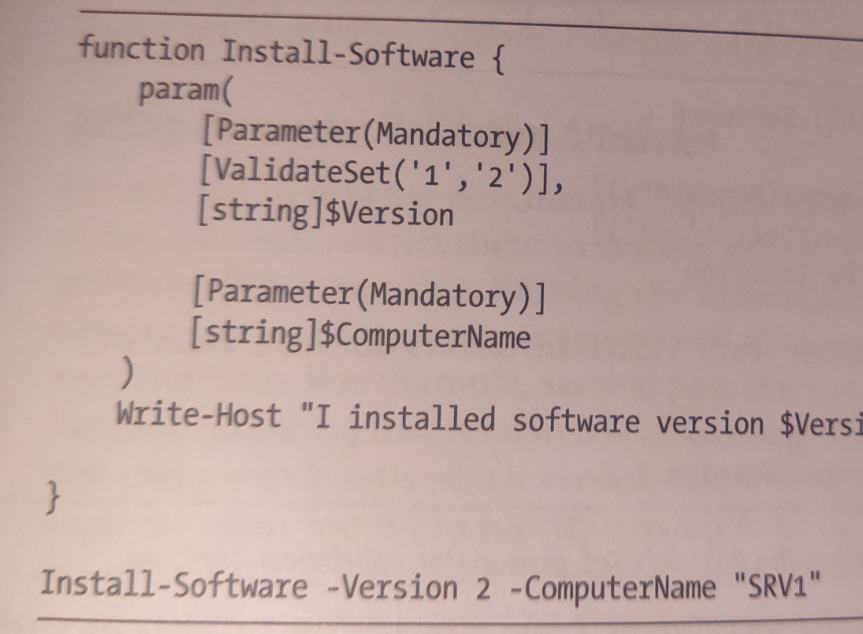 function Install-Software {
param(
[Parameter(Mandatory)]
[ValidateSet('1','2')],
[string]$Version
[Parameter(Mandatory)]
[string]$ComputerName
)
Write-Host "I installed software version $Versi
}
Install-Software -Version 2 -ComputerName "SRV1"